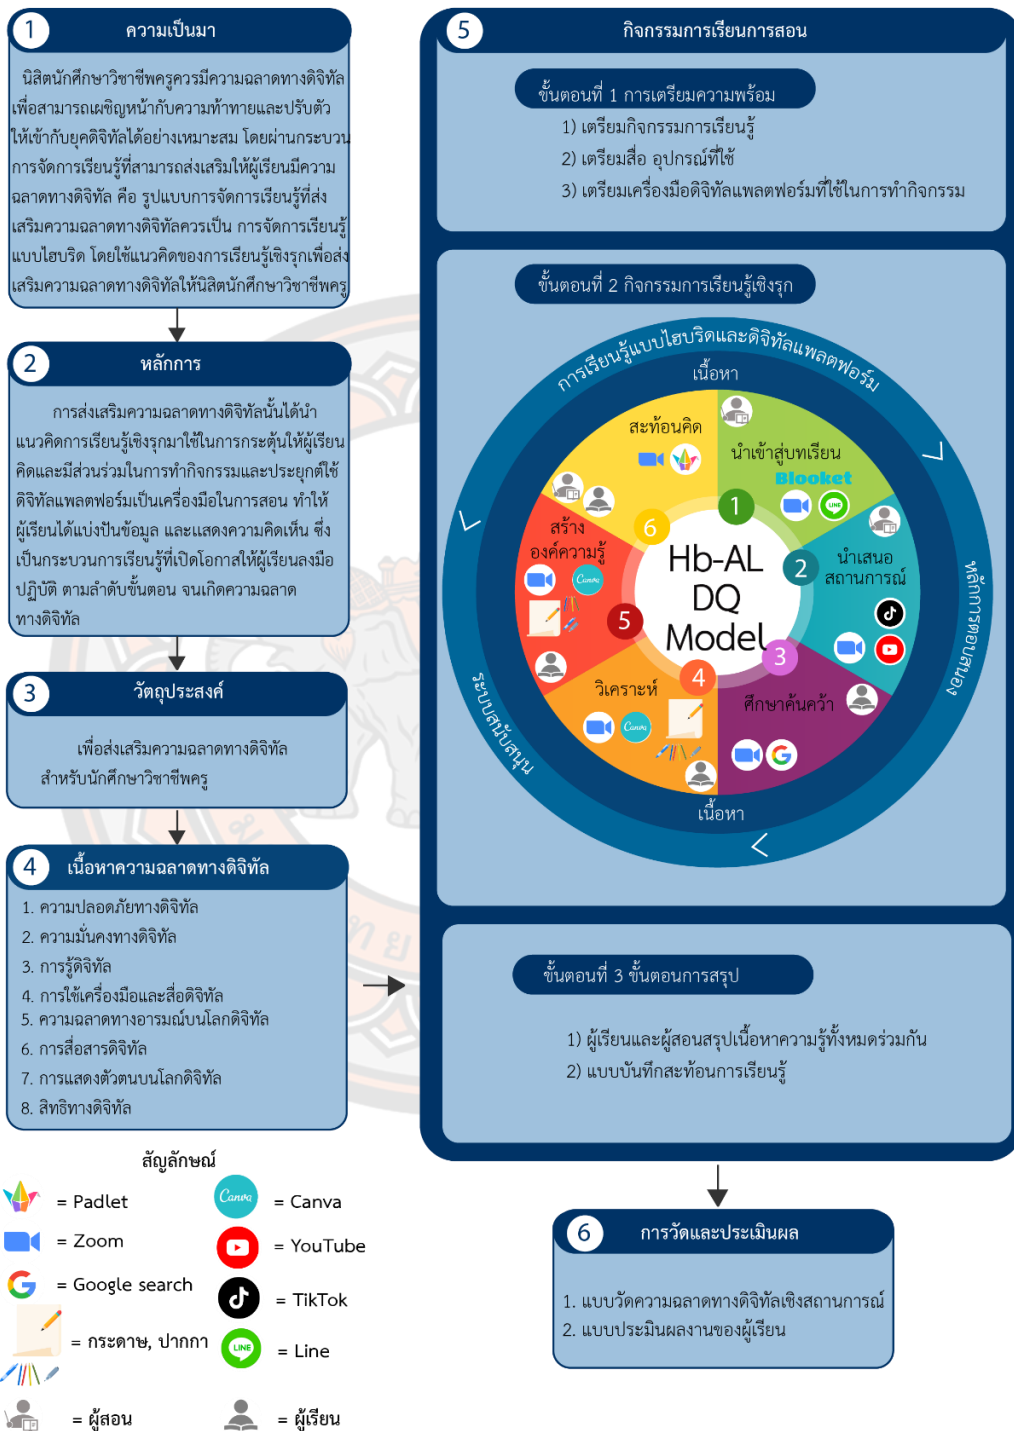 1
ความเป็นมา
นิสิตนักศึกษาวิชาชีพครูควรมีความฉลาดทางดิจิทัล
เพื่อสามารถเผชิญหน้ากับความท้าทายและปรับตัว
ให้เข้ากับยุคดิจิทัลได้อย่างเหมาะสม โดยผ่านกระบวน
การจัดการเรียนรู้ที่สามารถส่งเสริมให้ผู้เรียนมีความ
ฉลาดทางดิจิทัล คือ รูปแบบการจัดการเรียนรู้ที่ส่ง
เสริมความฉลาดทางดิจิทัลควรเป็น การจัดการเรียนรู้
แบบไฮบริด โดยใช้แนวคิดของการเรียนรู้เชิงรุกเพื่อส่ง
เสริมความฉลาดทางดิจิทัลให้นิสิตนักศึกษาวิชาชีพครู
2
หลักการ
การส่งเสริมความฉลาดทางดิจิทัลนั้นได้นำ
แนวคิดการเรียนรู้เชิงรุกมาใช้ในการกระตุ้นให้ผู้เรียน
คิดและมีส่วนร่วมในการทำกิจกรรมและประยุกต์ใช้
ดิจิทัลแพลตฟอร์มเป็นเครื่องมือในการสอน ทำให้
ผู้เรียนได้แบ่งปันข้อมูล และแสดงความคิดเห็น ซึ่ง
เป็นกระบวนการเรียนรู้ที่เปิดโอกาสให้ผู้เรียนลงมือ
ปฏิบัติ ตามลำดับขั้นตอน จนเกิดความฉลาด
ทางดิจิทัล
3
วัตถุประสงค์
เพื่อส่งเสริมความฉลาดทางดิจิทัล
สำหรับนักศึกษาวิชาชีพครู
4
เนื้อหาความฉลาดทางดิจิทัล
1. ความปลอดภัยทางดิจิทัล
2. ความมั่นคงทางดิจิทัล
3. การรู้ดิจิทัล
4. การใช้เครื่องมือและสื่อดิจิทัล
5. ความฉลาดทางอารมณ์บนโลกดิจิทัล
6. การสื่อสารดิจิทัล
7. การแสดงตัวตนบนโลกดิจิทัล
8. สิทธิทางดิจิทัล
5
กิจกรรมการเรียนการสอน
ขั้นตอนที่ 1 การเตรียมความพร้อม
1) เตรียมกิจกรรมการเรียนรู้
2) เตรียมสื่อ อุปกรณ์ที่ใช้
3) เตรียมเครื่องมือดิจิทัลแพลตฟอร์มที่ใช้ในการทำกิจกรรม
ขั้นตอนที่ 2 กิจกรรมการเรียนรู้เชิงรุก
การเรียนรู้แบบไฮบริดและดิจิทัลแพลตฟอร์ม
หลักการตอบสนอง
ระบบสนับสนุน
เนื้อหา
นำเข้าสู่บทเรียน
Blooket
LINE
1
นำเสนอ
สถานการณ์
2
ศึกษาค้นคว้า
3
วิเคราะห์
Canva
4
สร้าง
องค์ความรู้
Canva
5
สะท้อนคิด
6
Hb-AL
DQ
Model
เนื้อหา
ขั้นตอนที่ 3 ขั้นตอนการสรุป
1) ผู้เรียนและผู้สอนสรุปเนื้อหาความรู้ทั้งหมดร่วมกัน
2) แบบบันทึกสะท้อนการเรียนรู้
6
การวัดและประเมินผล
1. แบบวัดความฉลาดทางดิจิทัลเชิงสถานการณ์
2. แบบประมินผลงานของผู้เรียน
สัญลักษณ์
= Padlet
Canva = Canva
= Zoom
= YouTube
= Google search
= TikTok
= กระดาษ, ปากกา
LINE = Line
= ผู้สอน
= ผู้เรียน